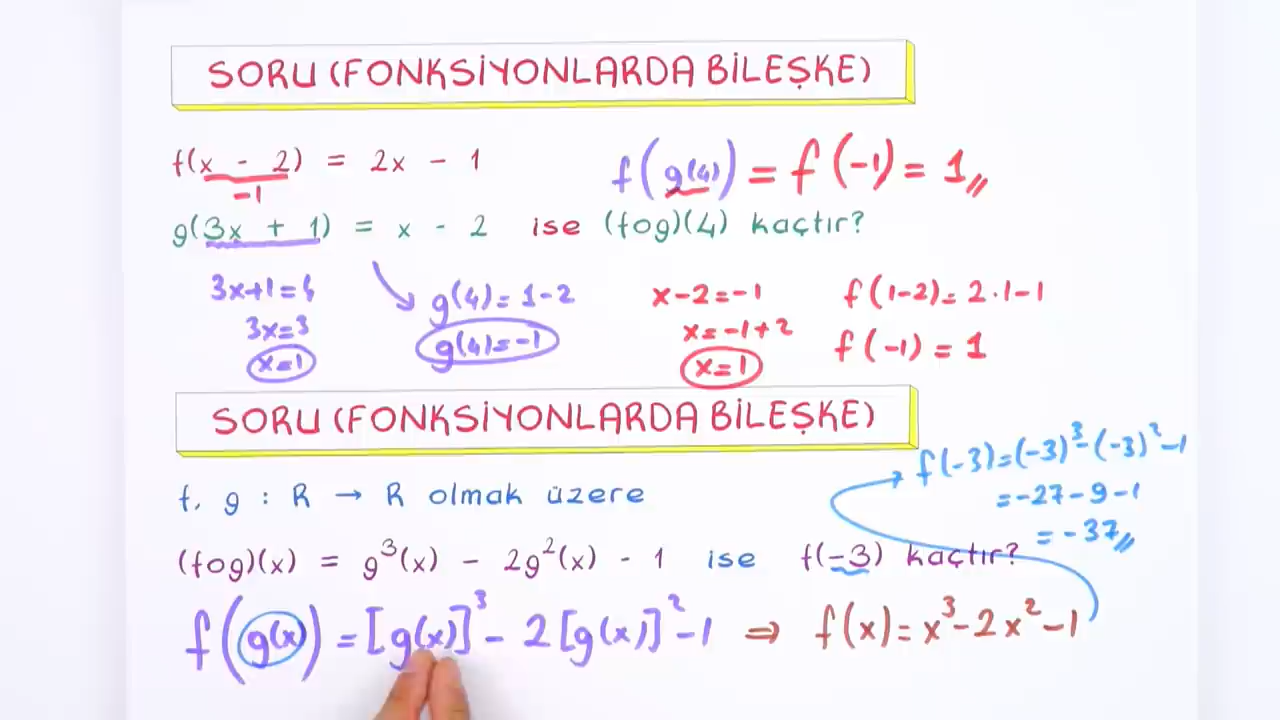 SORU (FONKSİYONLARDA BİLEŞKE)
f(x - 2) = 2x - 1
-1
f(g(4)) = f(-1) = 1
g(3x + 1) = x - 2 ise (fog)(4) kaçtır?
3x+1=4
3x=3
x=1
g(4)=1-2
g(4)=-1
x-2=-1
x=-1+2
x=1
f(1-2)=2.1-1
f(-1)=1
SORU (FONKSİYONLARDA BİLEŞKE)
f, g : R → R olmak üzere
(fog)(x) = g³(x) - 2g²(x) - 1 ise f(-3) kaçtır?
f(-3)=(-3)³-(-3)²-1
=-27-9-1
=-37
f(g(x)) = [g(x)]³ - 2[g(x)]² - 1 ⇒ f(x)=x³-2x²-1